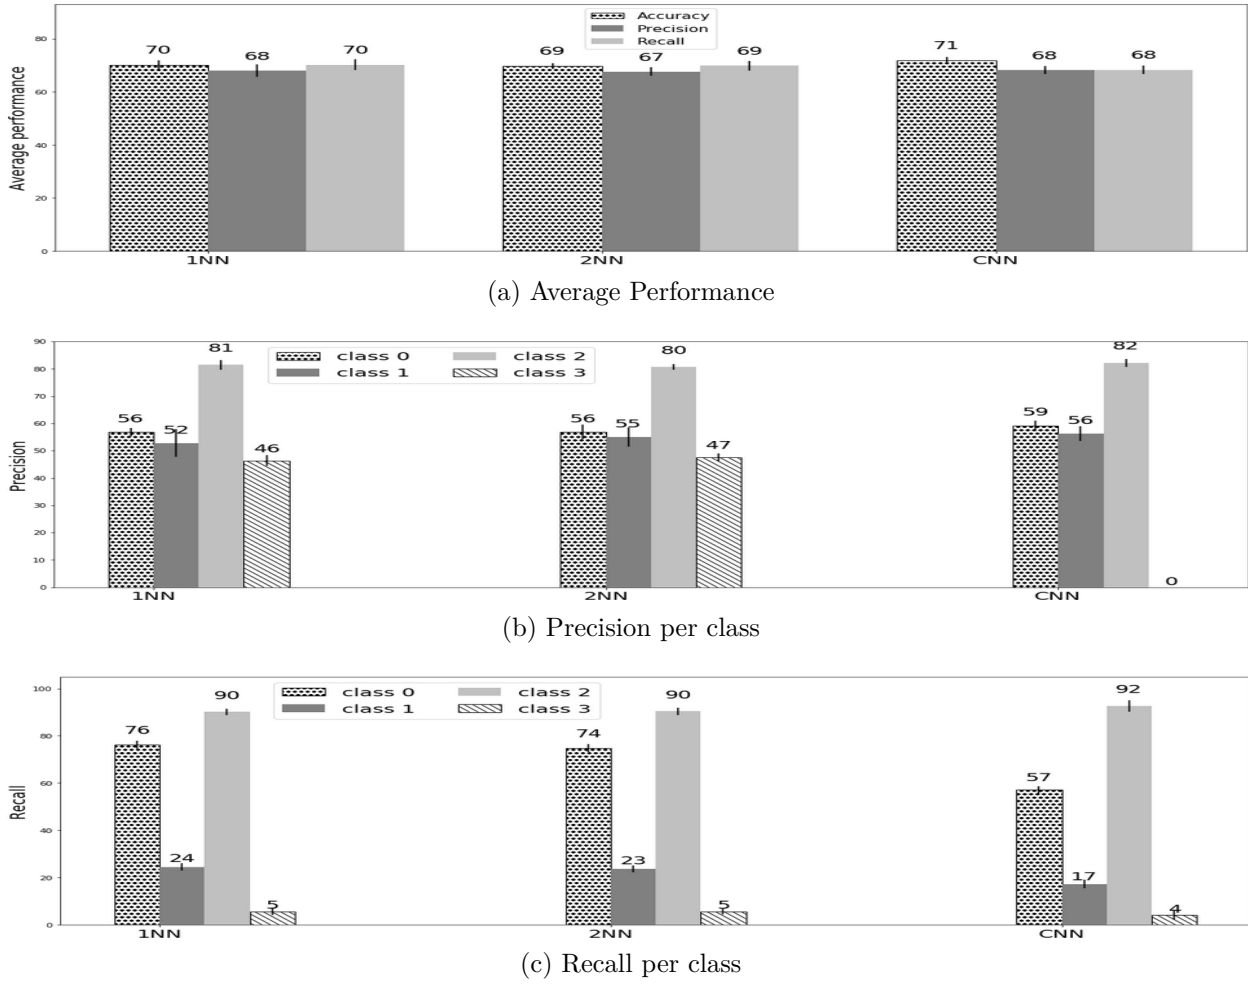 Accuracy
Precision
Recall
70 68 70 69 67 69 71 68 68
80
60
40
20
0
Average performance
1NN 2NN CNN
(a) Average Performance
class 0 class 2
class 1 class 3
56 52 81 46 56 55 80 47 59 56 82 0
90
80
70
60
50
40
30
20
10
0
Precision
1NN 2NN CNN
(b) Precision per class
class 0 class 2
class 1 class 3
76 24 90 5 74 23 90 5 57 17 92 4
100
80
60
40
20
0
Recall
1NN 2NN CNN
(c) Recall per class